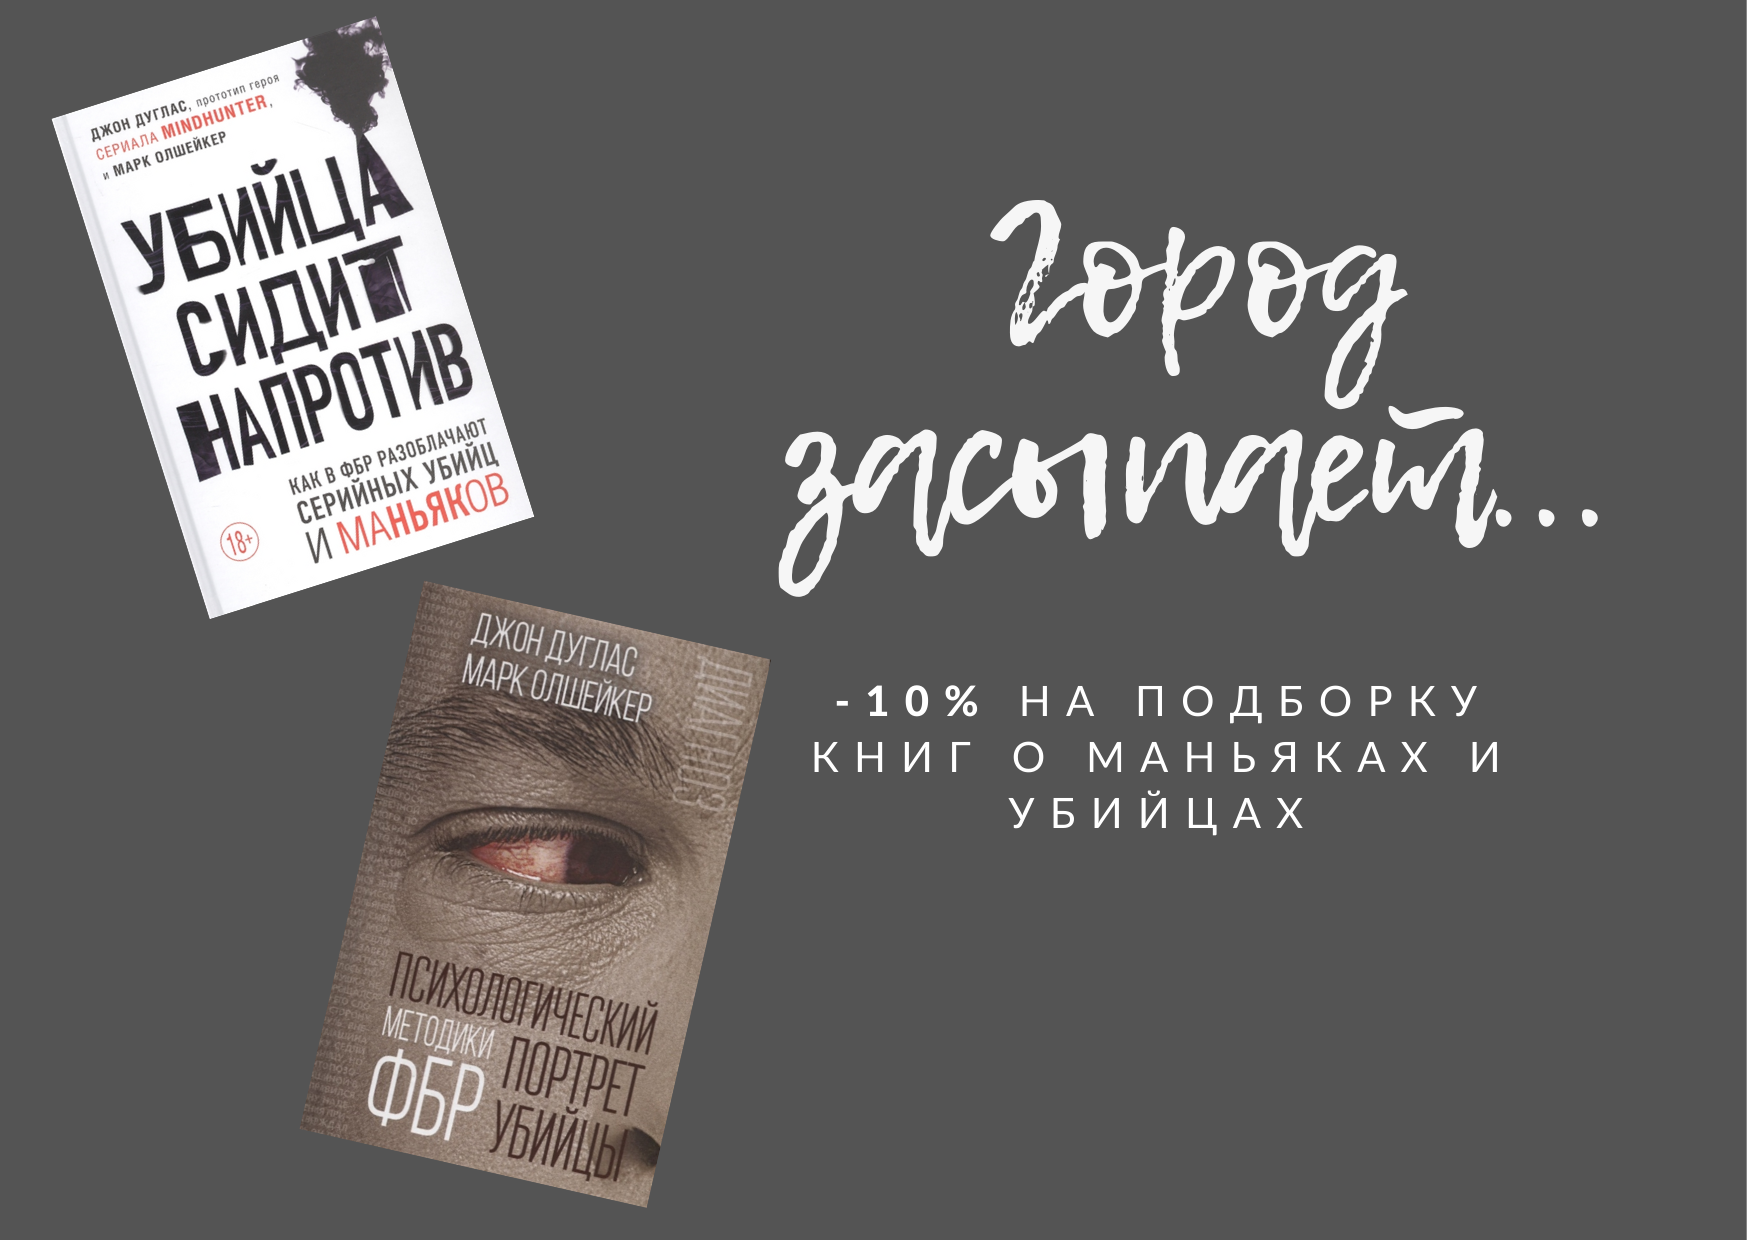 ДЖОН ДУГЛАС, прототип героя
СЕРИАЛА MINDHUNTER,
и МАРК ОЛШЕЙКЕР
УБИЙЦА
СИДИТ
НАПРОТИВ
КАК В ФБР РАЗОБЛАЧАЮТ
СЕРИЙНЫХ УБИЙЦ
И МАНЬЯКОВ
18+
Город
засыпает...
-10% НА ПОДБОРКУ
КНИГ О МАНЬЯКАХ И
УБИЙЦАХ
ДЖОН ДУГЛАС
МАРК ОЛШЕЙКЕР
ПСИХОЛОГИЧЕСКИЙ
МЕТОДИКИ ПОРТРЕТ
ФБР УБИЙЦЫ